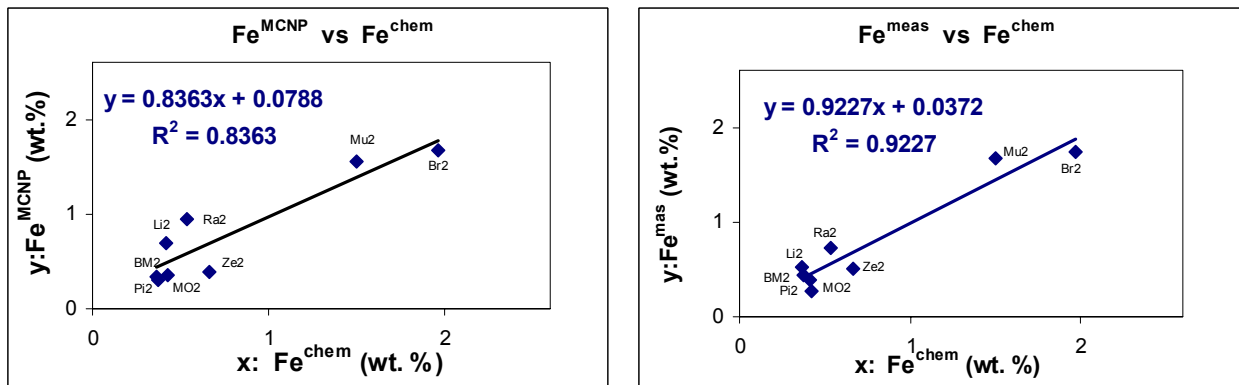 Fe^MCNP vs Fe^chem
y = 0.8363x + 0.0788
R² = 0.8363
y:Fe^MCNP (wt.%)
2
1
0
Mu2
Br2
Li2
Ra2
BM2
Ze2
Pi2
MO2
0
1
2
x: Fe^chem (wt. %)
Fe^meas vs Fe^chem
y = 0.9227x + 0.0372
R² = 0.9227
y:Fe^mas (wt.%)
2
1
0
Mu2
Br2
Ra2
Li2
Ze2
BM2
Pi2
MO2
0
1
2
x: Fe^chem (wt. %)